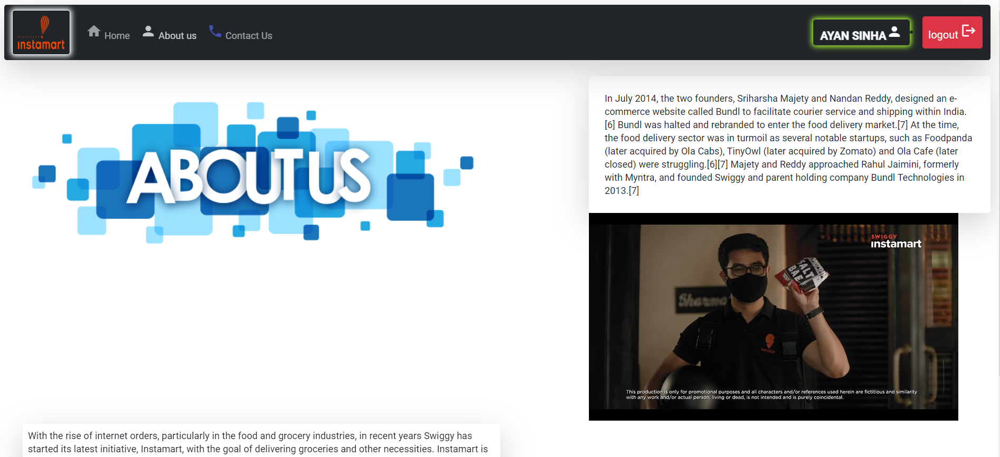 instamart
Home
About us
Contact Us
AYAN SINHA
logout
ABOUT US
In July 2014, the two founders, Sriharsha Majety and Nandan Reddy, designed an e-
commerce website called Bundl to facilitate courier service and shipping within India.
[6] Bundl was halted and rebranded to enter the food delivery market.[7] At the time,
the food delivery sector was in turmoil as several notable startups, such as Foodpanda
(later acquired by Ola Cabs), TinyOwl (later acquired by Zomato) and Ola Cafe (later
closed) were struggling.[6][7] Majety and Reddy approached Rahul Jaimini, formerly
with Myntra, and founded Swiggy and parent holding company Bundl Technologies in
2013.[7]
SWIGGY
instamart
SALT
BAE
Sharma
SWIGGY
This production is only for promotional purposes and all characters and/or references used herein are fictitious and similarity
with any work and/or actual person, living or dead, is not intended and is purely coincidental.
With the rise of internet orders, particularly in the food and grocery industries, in recent years Swiggy has
started its latest initiative, Instamart, with the goal of delivering groceries and other necessities. Instamart is